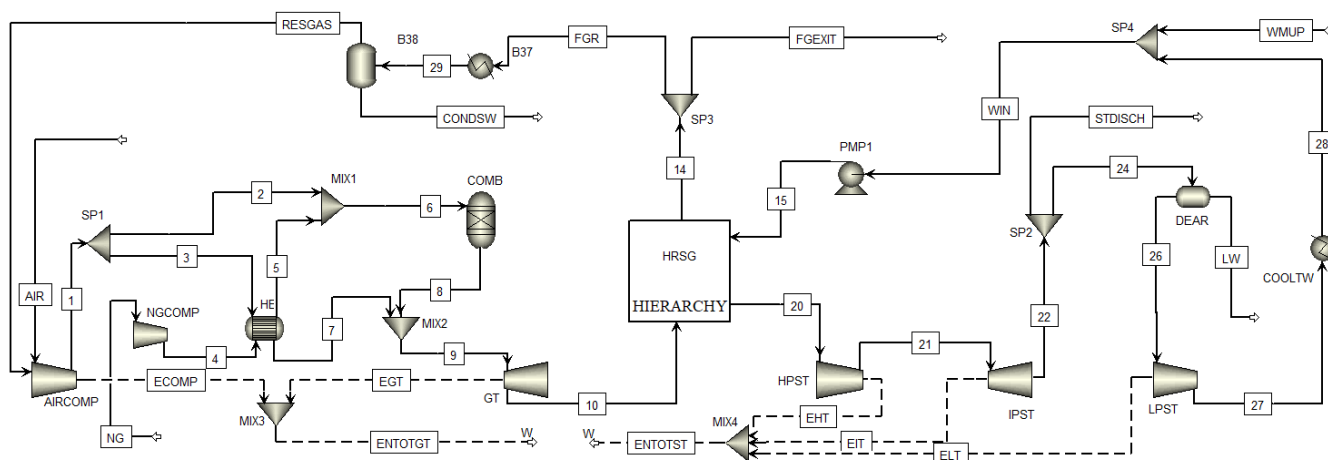 RESGAS
B38
29
B37
FGR
FGEXIT
SP4
WMUP
CONDSW
SP3
WIN
STDISCH
28
14
PMP1
24
MIX1
COMB
2
6
15
DEAR
SP1
SP2
3
5
HRSG
26
LW
COOLTW
AIR
1
HE
8
HIERARCHY
20
22
NGCOMP
7
MIX2
21
4
9
ECOMP
EGT
HPST
AIRCOMP
GT
10
IPST
LPST
27
MIX3
EHT
MIX4
NG
ENTOTGT
W
W
ENTOTST
EIT
ELT